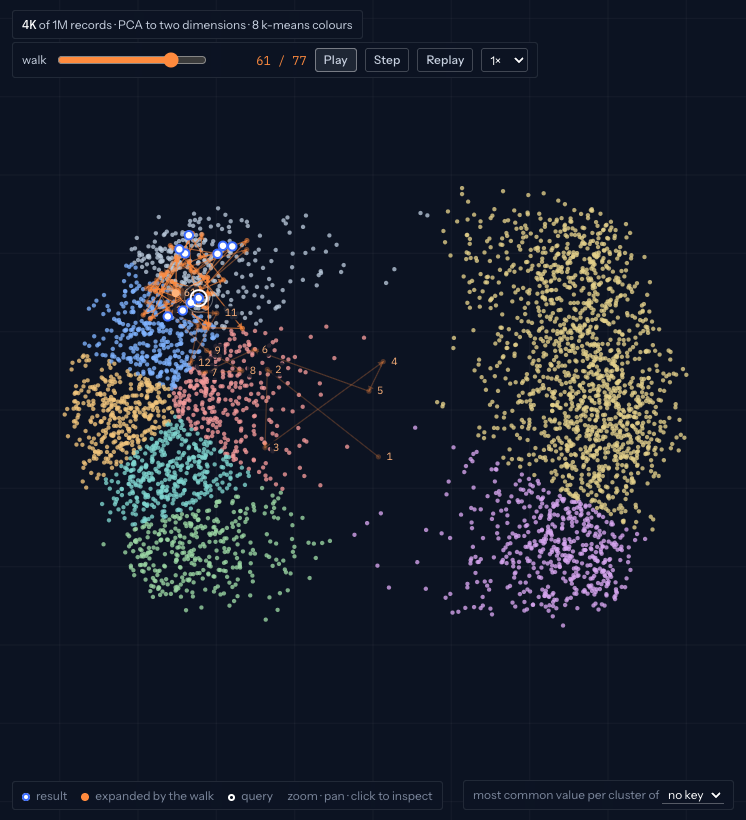 4K of 1M records · PCA to two dimensions · 8 k-means colours
walk 61 / 77 Play Step Replay 1×
11
9 6 4
12 7 8 2
5
3 1
result expanded by the walk query zoom · pan · click to inspect
most common value per cluster of no key